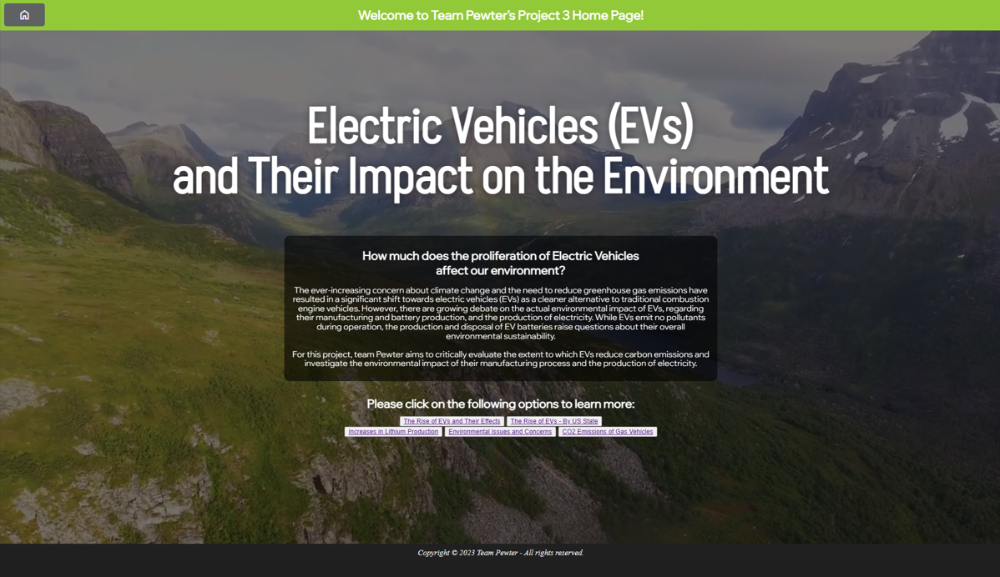 Welcome to Team Pewter's Project 3 Home Page!
Electric Vehicles (EVs)
and Their Impact on the Environment
How much does the proliferation of Electric Vehicles
affect our environment?
The ever-increasing concern about climate change and the need to reduce greenhouse gas emissions have
resulted in a significant shift towards electric vehicles (EVs) as a cleaner alternative to traditional combustion
engine vehicles. However, there are growing debate on the actual environmental impact of EVs, regarding
their manufacturing and battery production, and the production of electricity. While EVs emit no pollutants
during operation, the production and disposal of EV batteries raise questions about their overall
environmental sustainability.
For this project, team Pewter aims to critically evaluate the extent to which EVs reduce carbon emissions and
investigate the environmental impact of their manufacturing process and the production of electricity.
Please click on the following options to learn more:
The Rise of EVs and Their Effects The Rise of EVs - By US State
Increases in Lithium Production Environmental Issues and Concerns CO2 Emissions of Gas Vehicles
Copyright © 2023 Team Pewter - All rights reserved.